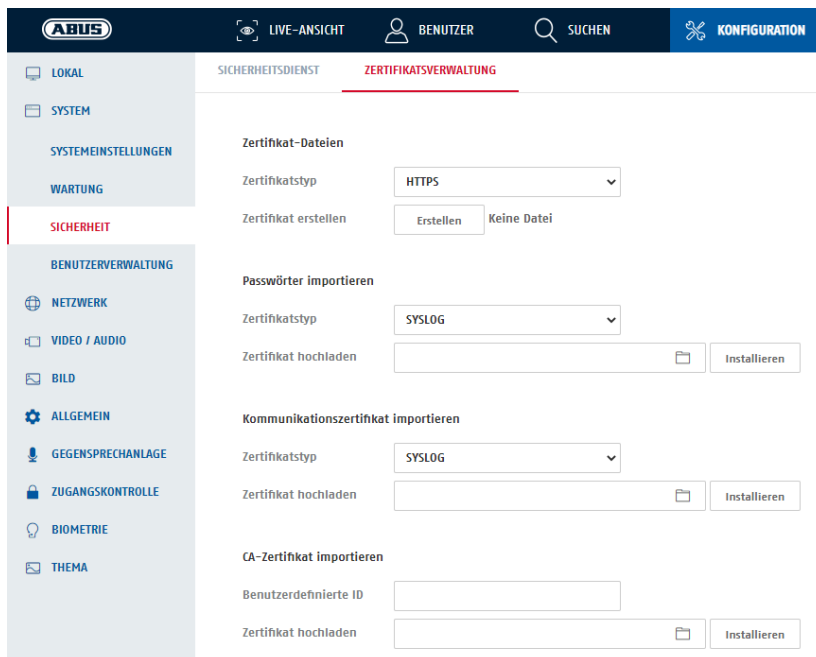 ABUS
LIVE-ANSICHT
BENUTZER
SUCHEN
KONFIGURATION
LOKAL
SYSTEM
SYSTEMEINSTELLUNGEN
WARTUNG
SICHERHEIT
BENUTZERVERWALTUNG
NETZWERK
VIDEO / AUDIO
BILD
ALLGEMEIN
GEGENSPRECHANLAGE
ZUGANGSKONTROLLE
BIOMETRIE
THEMA
SICHERHEITSDIENST
ZERTIFIKATSVERWALTUNG
Zertifikat-Dateien
Zertifikatstyp
HTTPS
Zertifikat erstellen
Erstellen
Keine Datei
Passwörter importieren
Zertifikatstyp
SYSLOG
Zertifikat hochladen
Installieren
Kommunikationszertifikat importieren
Zertifikatstyp
SYSLOG
Zertifikat hochladen
Installieren
CA-Zertifikat importieren
Benutzerdefinierte ID
Zertifikat hochladen
Installieren